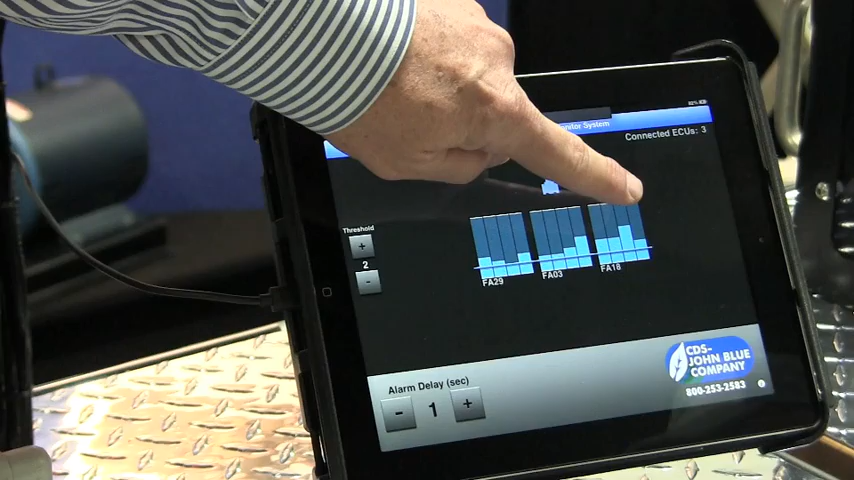 82%
nitor System
Connected ECUs: 3
Threshold
+
2
-
FA29 FA03 FA18
Alarm Delay (sec)
- 1 +
CDS-
JOHN BLUE
COMPANY
800-253-2583